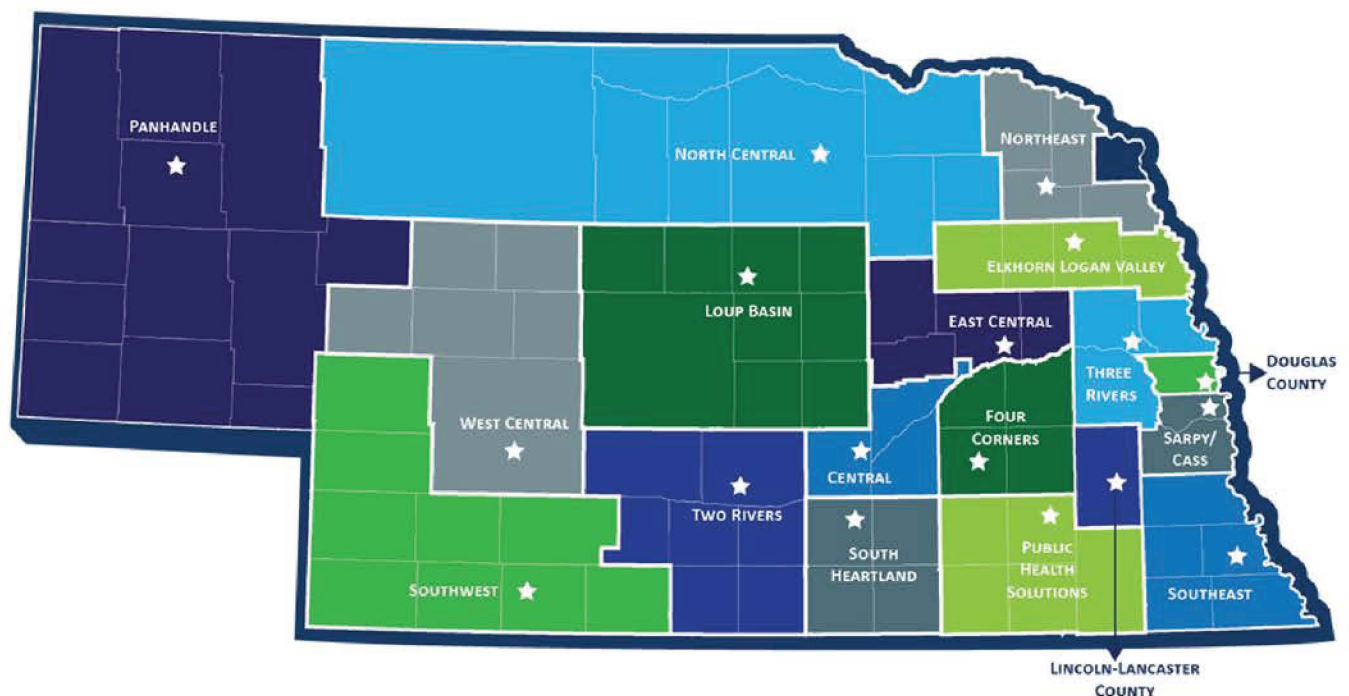 PANHANDLE
NORTH CENTRAL
NORTHEAST
ELKHORN LOGAN VALLEY
LOUP BASIN
EAST CENTRAL
THREE
RIVERS
DOUGLAS
COUNTY
WEST CENTRAL
FOUR
CORNERS
SARPY/
CASS
CENTRAL
TWO RIVERS
SOUTH
HEARTLAND
PUBLIC
HEALTH
SOLUTIONS
SOUTHWEST
SOUTHEAST
LINCOLN-LANCASTER
COUNTY